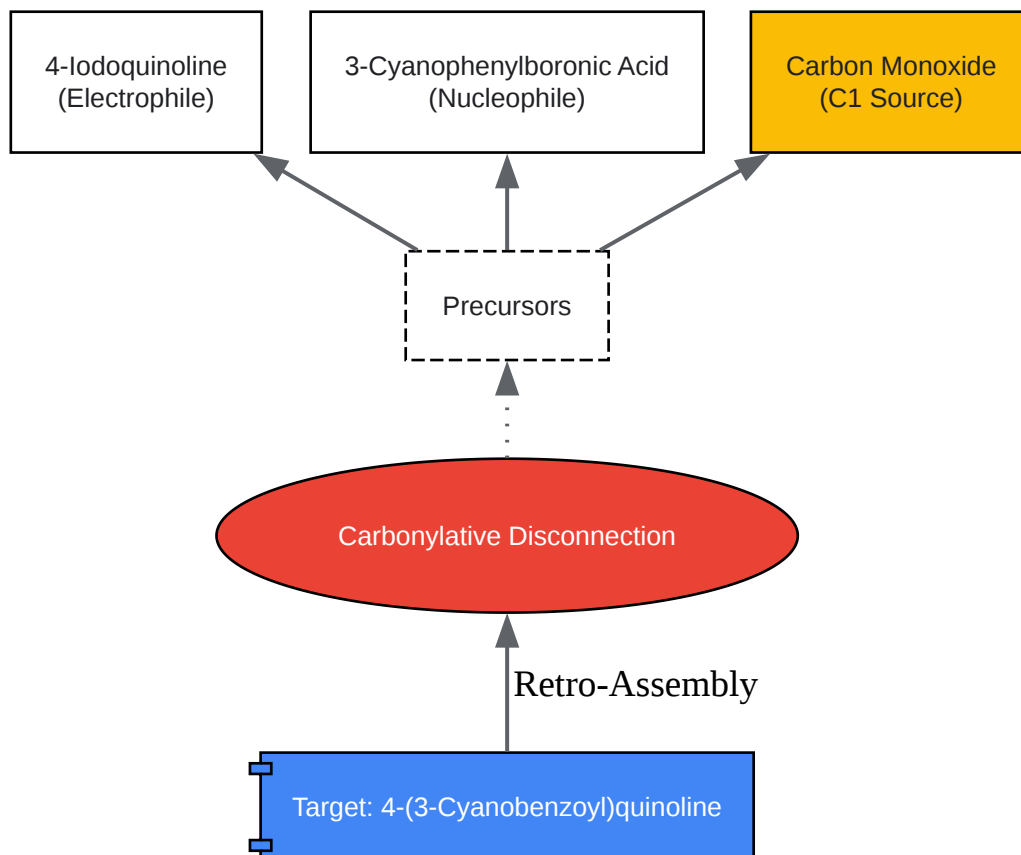 4-Iodoquinoline
(Electrophile)
3-Cyanophenylboronic Acid
(Nucleophile)
Carbon Monoxide
(C1 Source)
Precursors
Carbonylative Disconnection
Retro-Assembly
Target: 4-(3-Cyanobenzoyl)quinoline